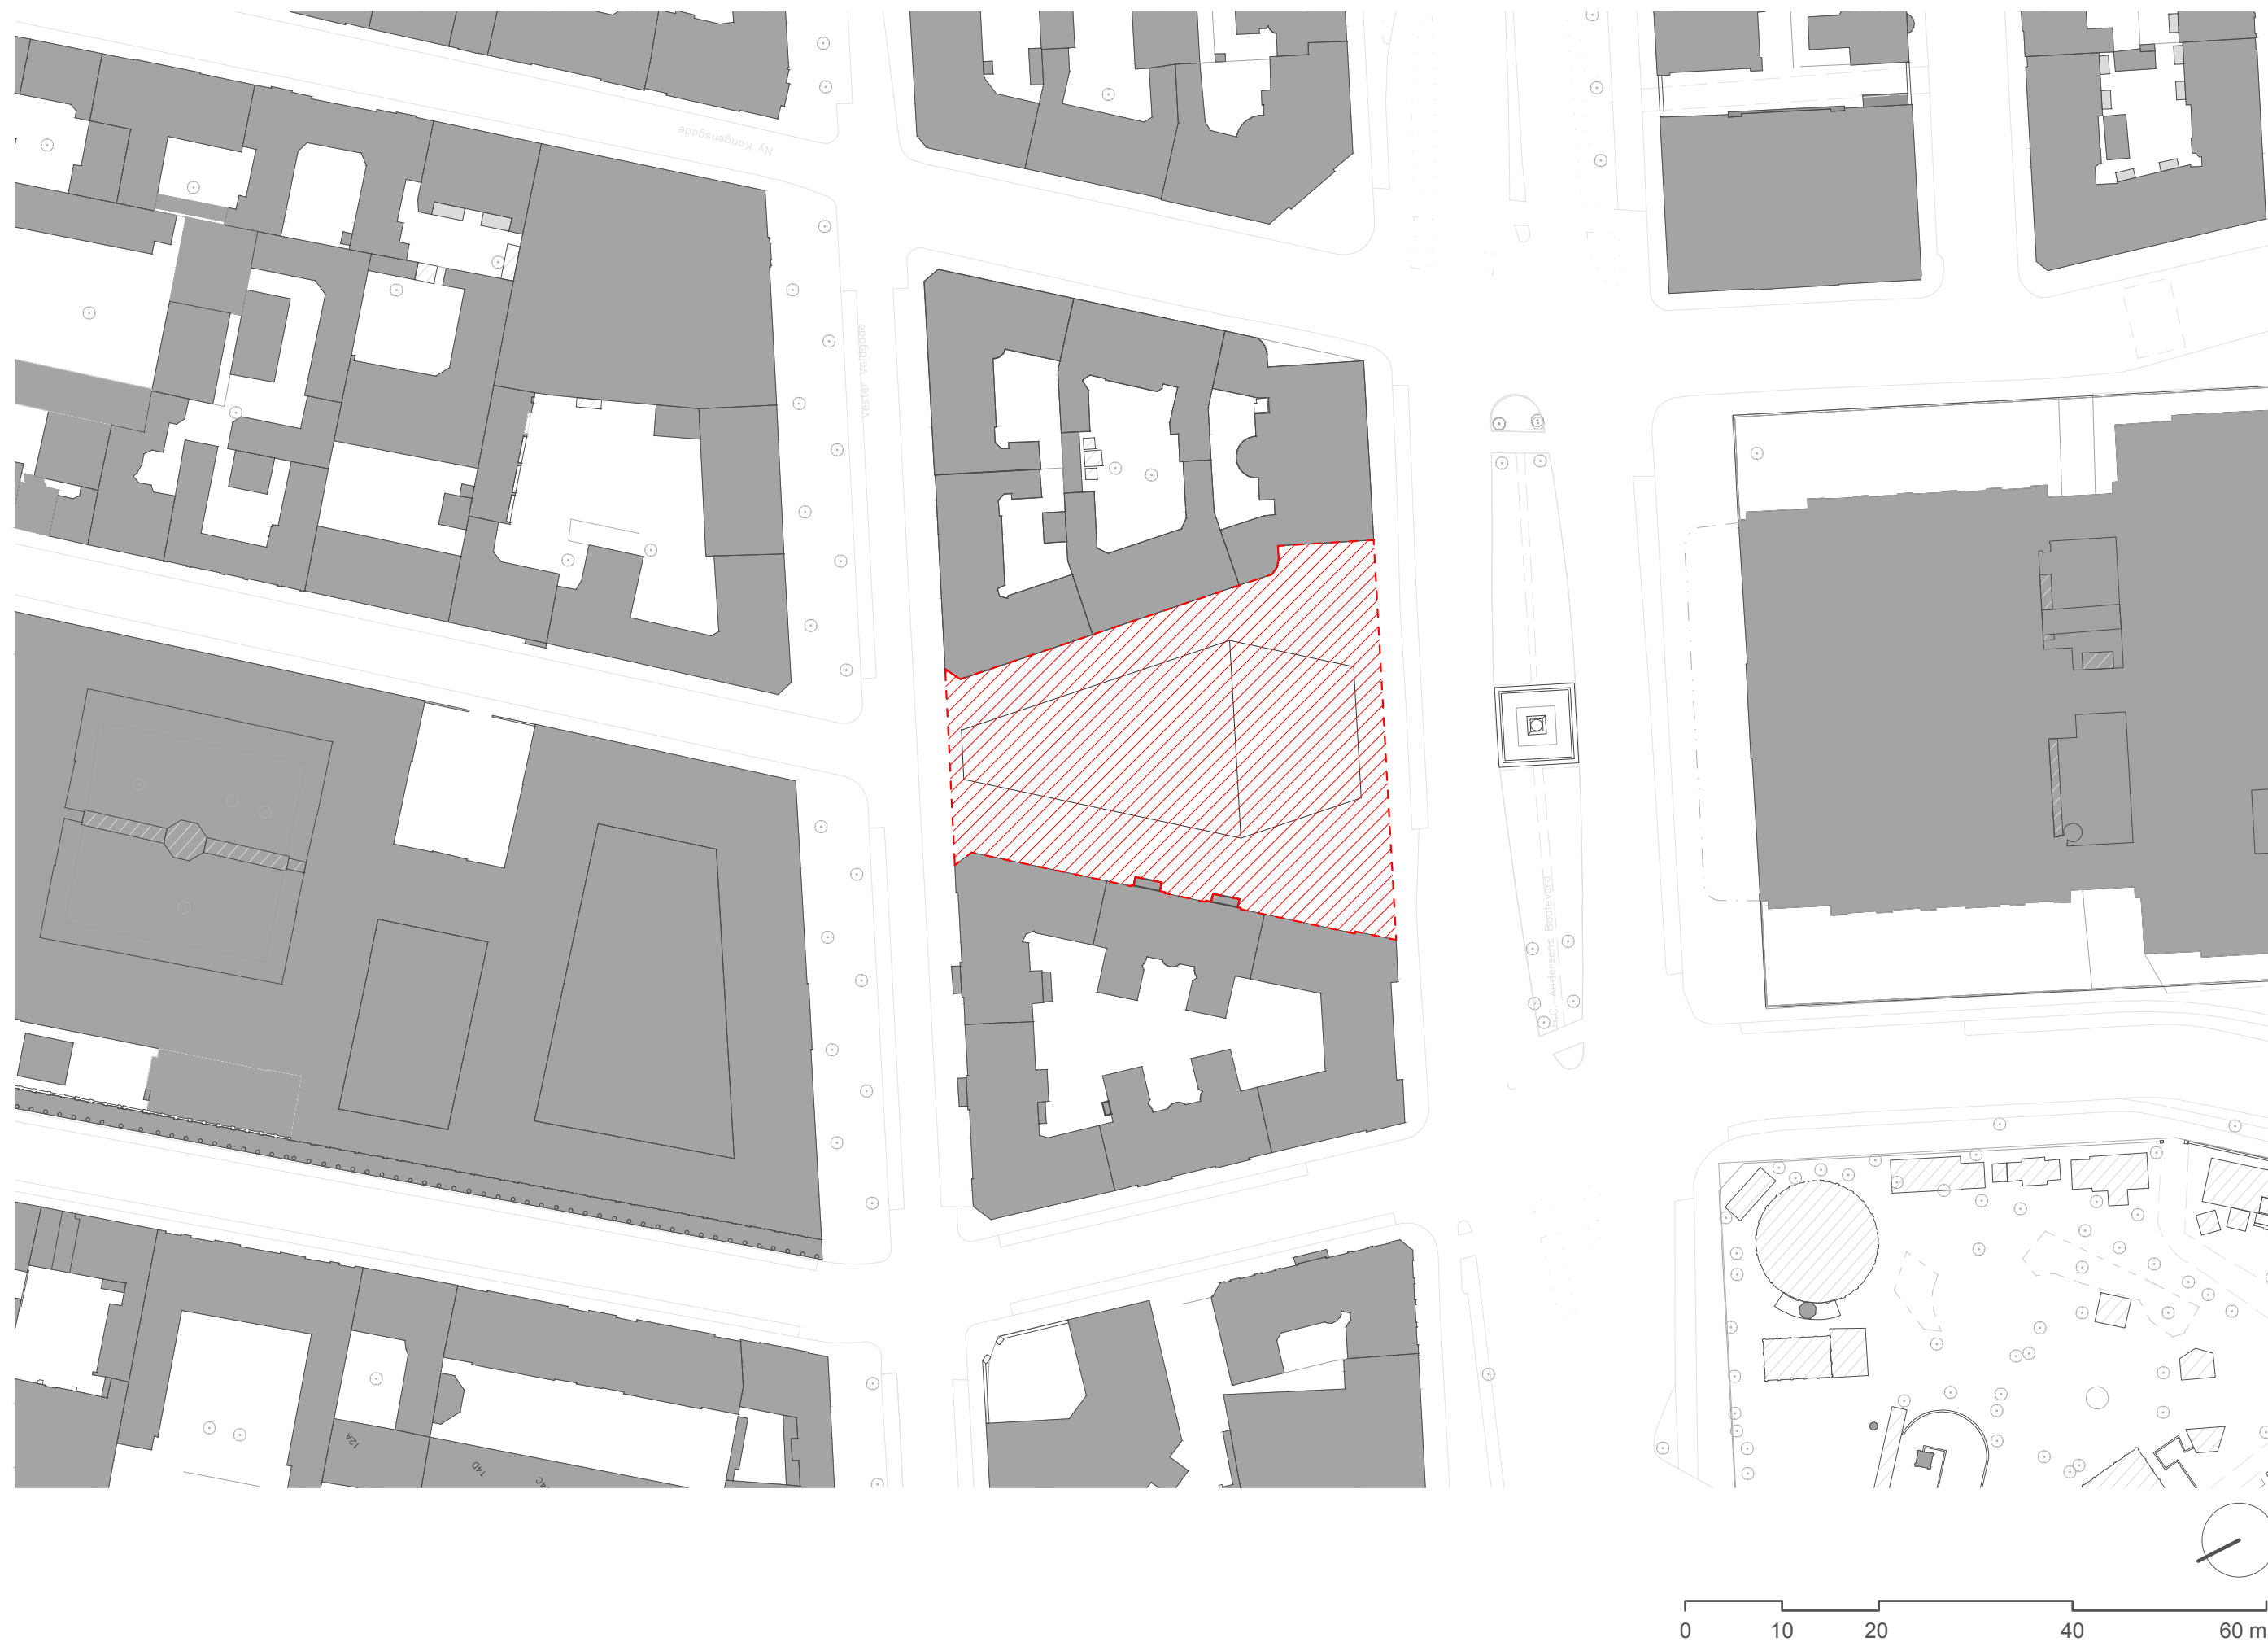 Ny Kongensgade
Vester Voldgade
H.C. Andersens Boulevard
12A
14D
0 10 20 40 60 m